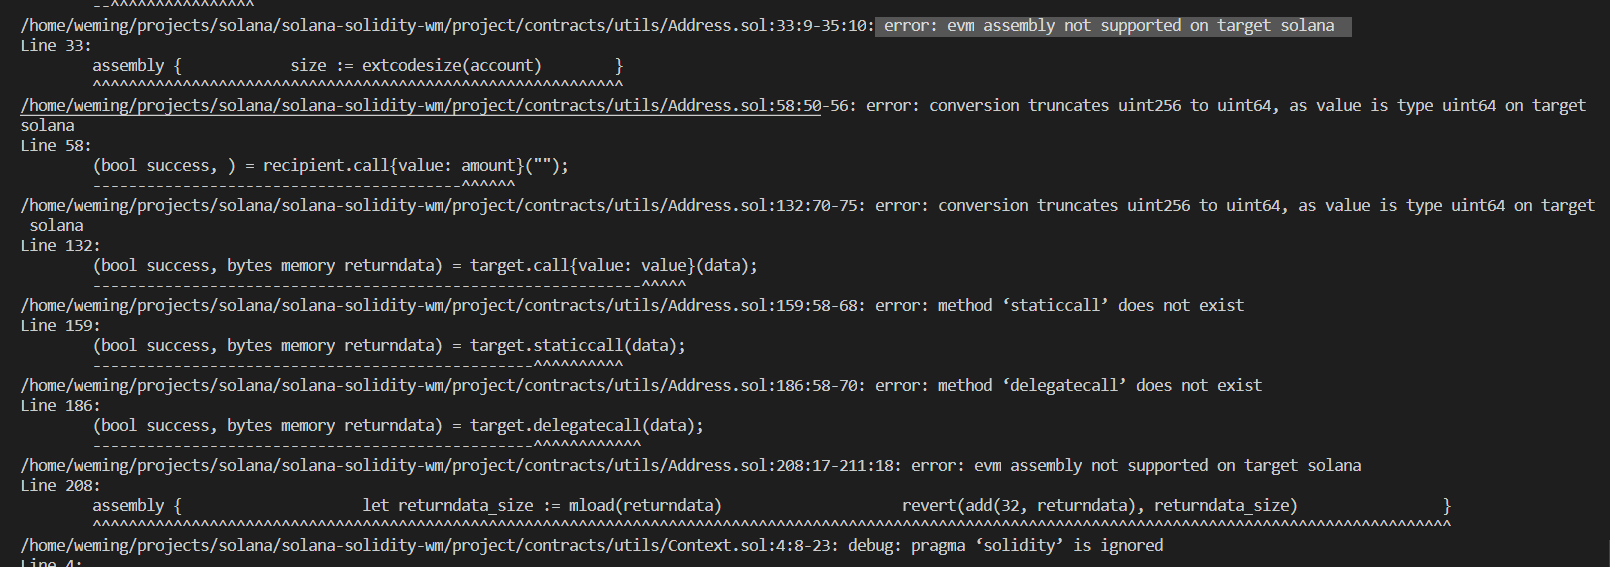 --^^^^^^^^^^^^^^^^
/home/weming/projects/solana/solana-solidity-wm/project/contracts/utils/Address.sol:33:9-35:10: error: evm assembly not supported on target solana
Line 33:
        assembly {            size := extcodesize(account)        }
        ^^^^^^^^^^^^^^^^^^^^^^^^^^^^^^^^^^^^^^^^^^^^^^^^^^^^^^^^^^^
/home/weming/projects/solana/solana-solidity-wm/project/contracts/utils/Address.sol:58:50-56: error: conversion truncates uint256 to uint64, as value is type uint64 on target
solana
Line 58:
        (bool success, ) = recipient.call{value: amount}("");
        -----------------------------------------^^^^^^
/home/weming/projects/solana/solana-solidity-wm/project/contracts/utils/Address.sol:132:70-75: error: conversion truncates uint256 to uint64, as value is type uint64 on target
 solana
Line 132:
        (bool success, bytes memory returndata) = target.call{value: value}(data);
        -------------------------------------------------------------^^^^^
/home/weming/projects/solana/solana-solidity-wm/project/contracts/utils/Address.sol:159:58-68: error: method ‘staticcall’ does not exist
Line 159:
        (bool success, bytes memory returndata) = target.staticcall(data);
        -------------------------------------------------^^^^^^^^^^
/home/weming/projects/solana/solana-solidity-wm/project/contracts/utils/Address.sol:186:58-70: error: method ‘delegatecall’ does not exist
Line 186:
        (bool success, bytes memory returndata) = target.delegatecall(data);
        -------------------------------------------------^^^^^^^^^^^^
/home/weming/projects/solana/solana-solidity-wm/project/contracts/utils/Address.sol:208:17-211:18: error: evm assembly not supported on target solana
Line 208:
        assembly {                    let returndata_size := mload(returndata)                    revert(add(32, returndata), returndata_size)                }
        ^^^^^^^^^^^^^^^^^^^^^^^^^^^^^^^^^^^^^^^^^^^^^^^^^^^^^^^^^^^^^^^^^^^^^^^^^^^^^^^^^^^^^^^^^^^^^^^^^^^^^^^^^^^^^^^^^^^^^^^^^^^^^^^^^^^^^^^^^^^^^^^^^^^^^^^
/home/weming/projects/solana/solana-solidity-wm/project/contracts/utils/Context.sol:4:8-23: debug: pragma ‘solidity’ is ignored
Line 4: